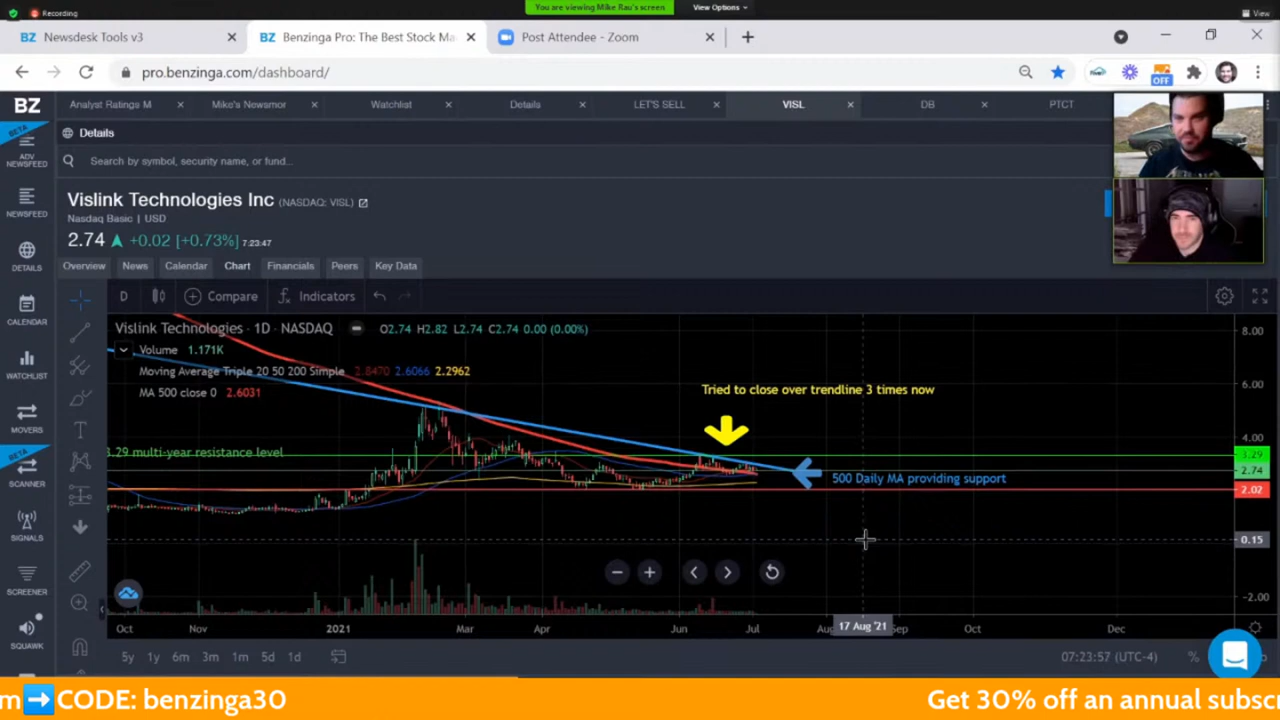 Recording
You are viewing Mike Rau's screen
View Options
View
BZ Newsdesk Tools v3
BZ Benzinga Pro: The Best Stock Ma
Post Attendee - Zoom
pro.benzinga.com/dashboard/
OFF
BZ
Analyst Ratings M
Mike's Newsmor
Watchlist
Details
LET'S SELL
VISL
DB
PTCT
BETA
ADV NEWSFEED
NEWSFEED
DETAILS
CALENDAR
WATCHLIST
MOVERS
BETA
SCANNER
SIGNALS
SCREENER
SQUAWK
Details
Search by symbol, security name, or fund...
Vislink Technologies Inc (NASDAQ: VISL)
Nasdaq Basic | USD
2.74 +0.02 [+0.73%] 7:23:47
Overview News Calendar Chart Financials Peers Key Data
D Compare Indicators
Vislink Technologies · 1D · NASDAQ O2.74 H2.82 L2.74 C2.74 0.00 (0.00%)
Volume 1.171K
Moving Average Triple 20 50 200 Simple 2.8470 2.6066 2.2962
MA 500 close 0 2.6031
Tried to close over trendline 3 times now
3.29 multi-year resistance level
500 Daily MA providing support
8.00
6.00
4.00
3.29
2.74
2.02
0.15
-2.00
Oct Nov 2021 Mar Apr Jun Jul Aug 17 Aug '21 Sep Oct Dec
5y 1y 6m 3m 1m 5d 1d
07:23:57 (UTC-4) %
m➡CODE: benzinga30
Get 30% off an annual subsc